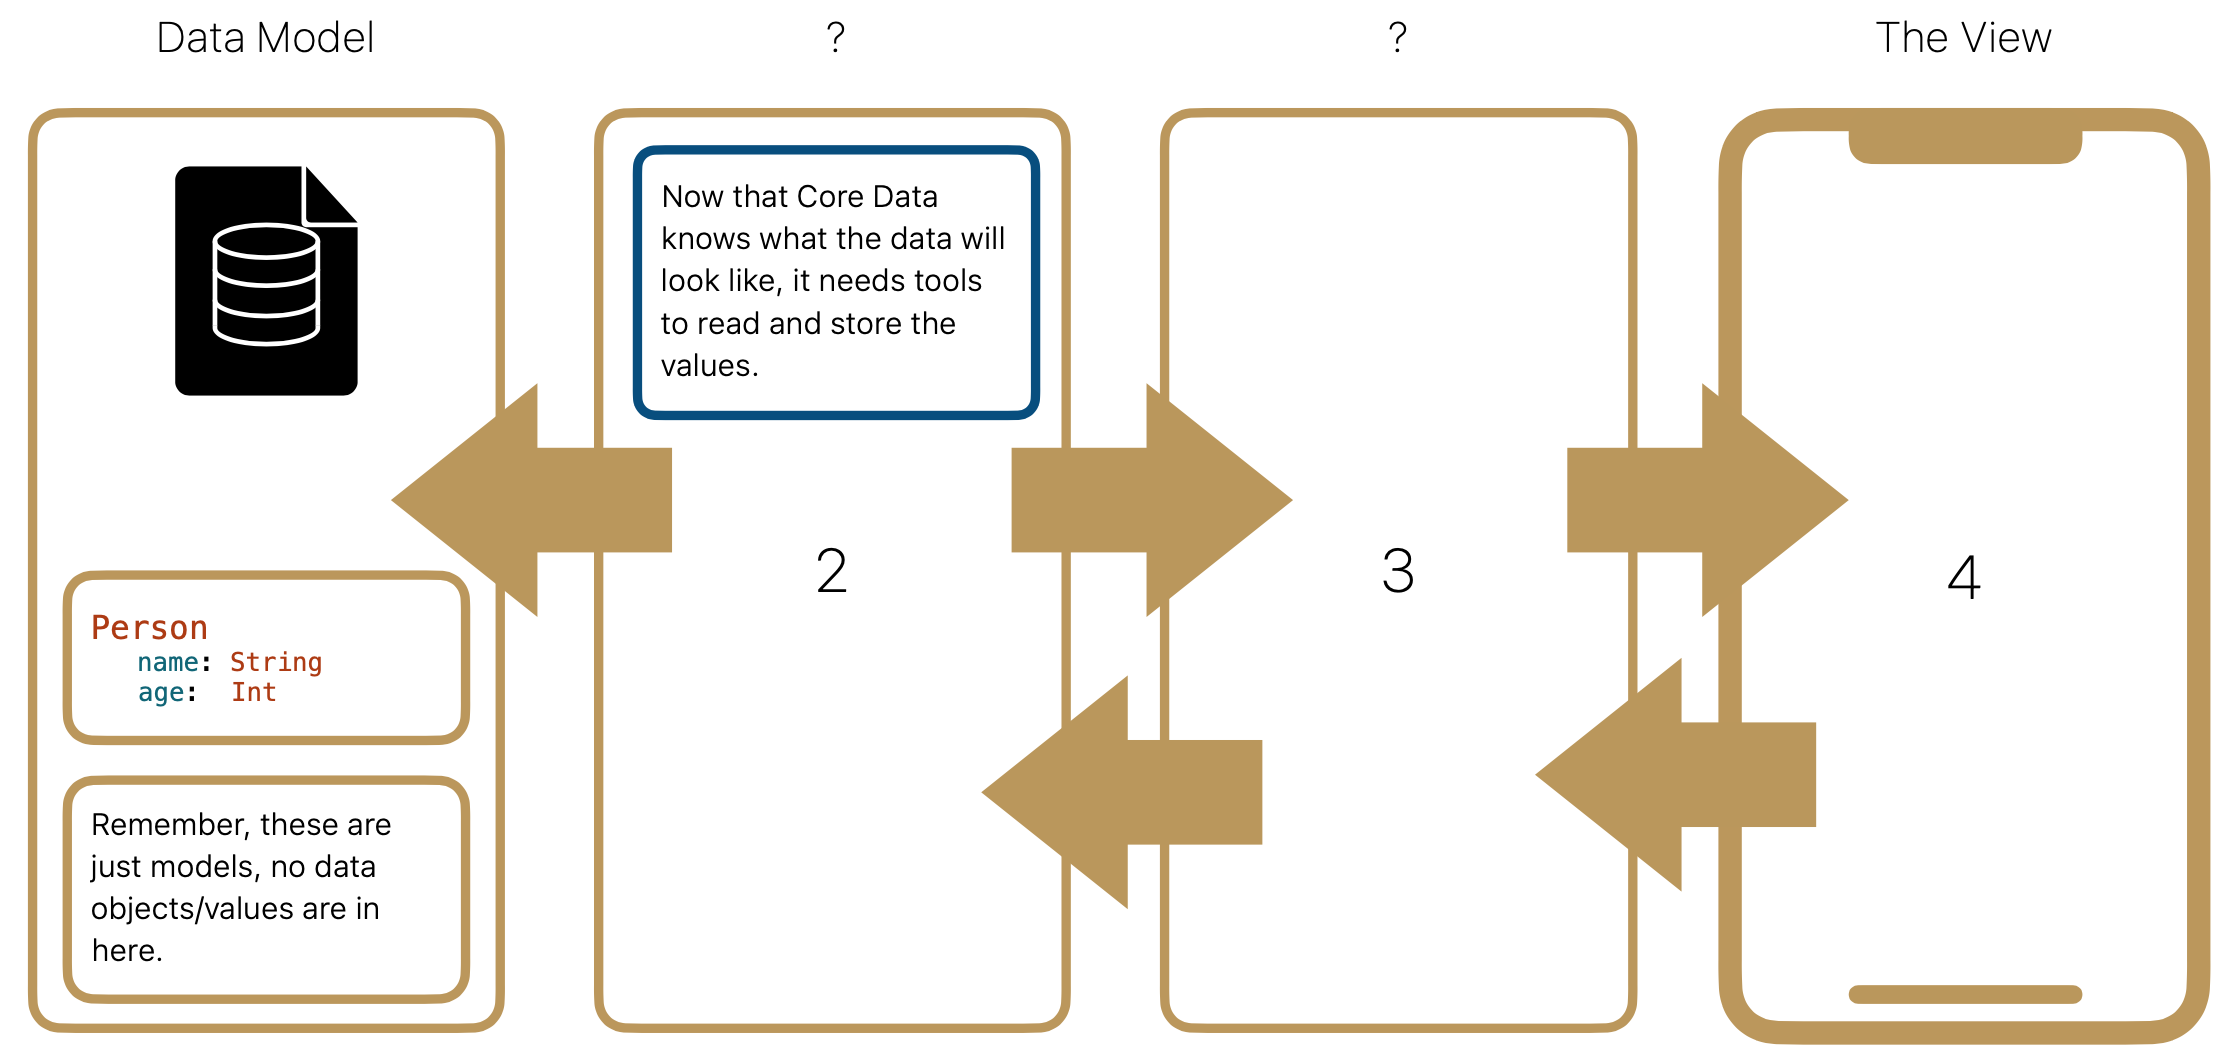 Data Model
?
?
The View
Now that Core Data
knows what the data will
look like, it needs tools
to read and store the
values.
2
3
4
Person
name: String
age: Int
Remember, these are
just models, no data
objects/values are in
here.